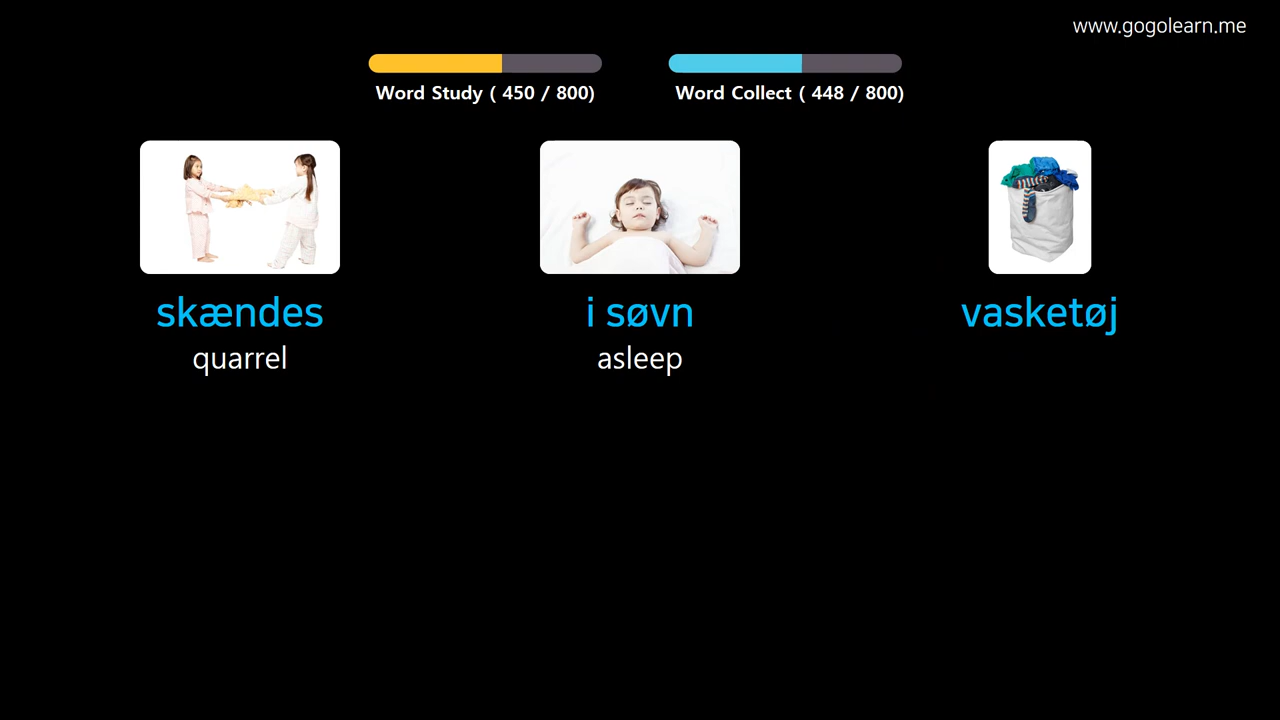 www.gogolearn.me
Word Study ( 450 / 800)
Word Collect ( 448 / 800)
skændes
quarrel
i søvn
asleep
vasketøj